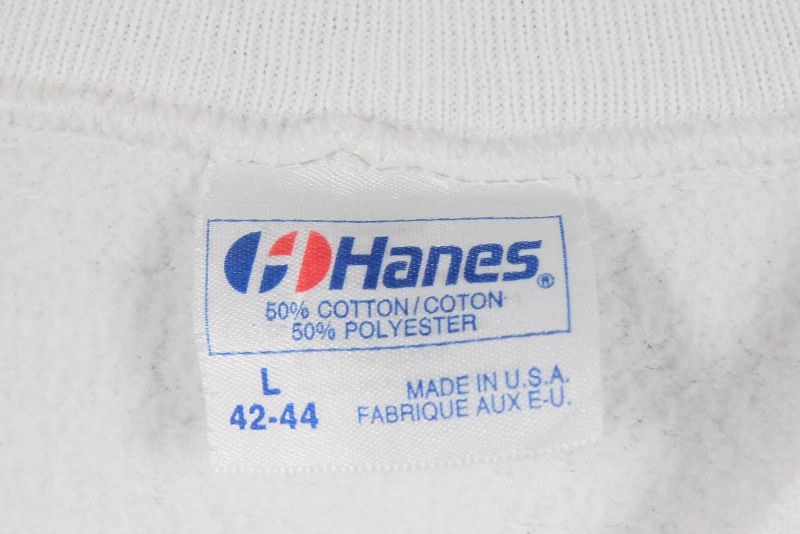 Hanes®
50% COTTON/COTON
50% POLYESTER
L
42-44
MADE IN U.S.A.
FABRIQUE AUX E-U.